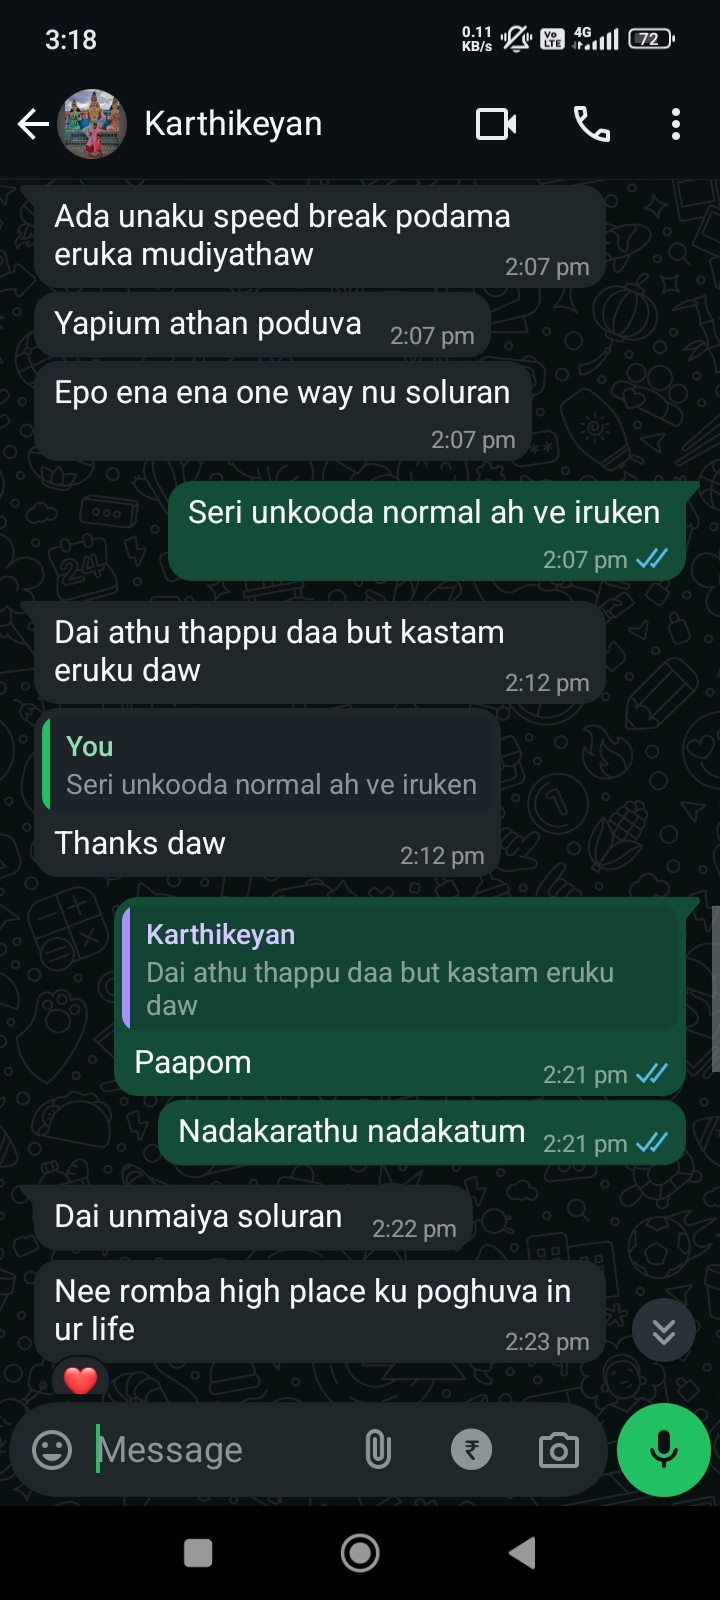 3:18
0.11
KB/s
Vo
LTE
4G
72
Karthikeyan
Ada unaku speed break podama
eruka mudiyathaw
2:07 pm
Yapium athan poduva
2:07 pm
Epo ena ena one way nu soluran
2:07 pm
Seri unkooda normal ah ve iruken
2:07 pm
Dai athu thappu daa but kastam
eruku daw
2:12 pm
You
Seri unkooda normal ah ve iruken
Thanks daw
2:12 pm
Karthikeyan
Dai athu thappu daa but kastam eruku
daw
Paapom
2:21 pm
Nadakarathu nadakatum
2:21 pm
Dai unmaiya soluran
2:22 pm
Nee romba high place ku poghuva in
ur life
2:23 pm
Message
₹